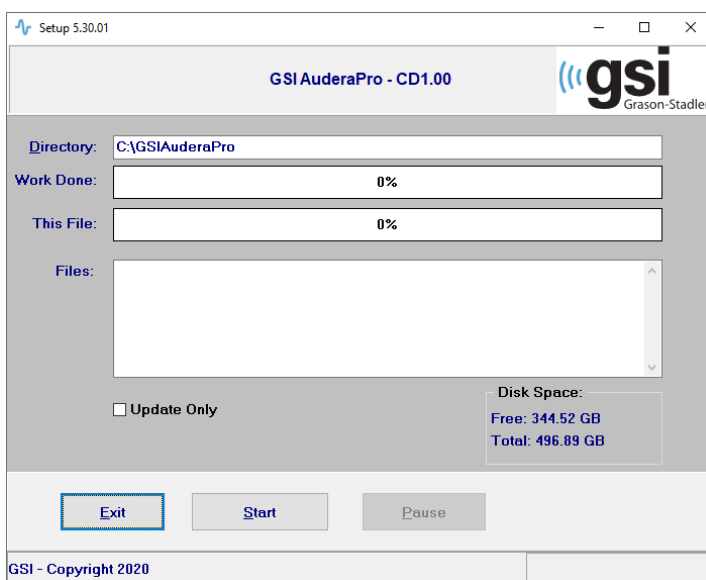 Setup 5.30.01
GSI AuderaPro - CD1.00
gsi
Grason-Stadler
Directory: C:\GSIAuderaPro
Work Done: 0%
This File: 0%
Files:
Update Only
Disk Space:
Free: 344.52 GB
Total: 496.89 GB
Exit Start Pause
GSI - Copyright 2020